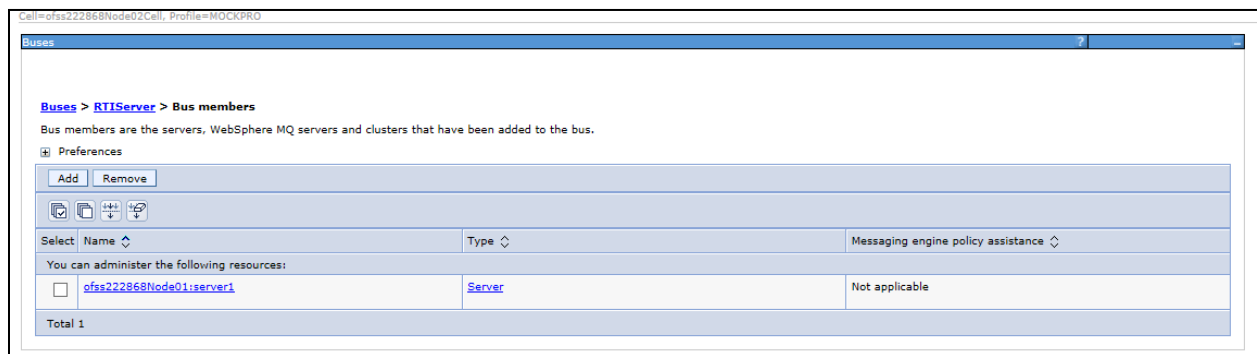 Cell=ofss222868Node02Cell, Profile=MOCKPRO
Buses ? _
Buses > RTIServer > Bus members
Bus members are the servers, WebSphere MQ servers and clusters that have been added to the bus.
Preferences
Add Remove
Select Name Type Messaging engine policy assistance
You can administer the following resources:
ofss222868Node01:server1 Server Not applicable
Total 1